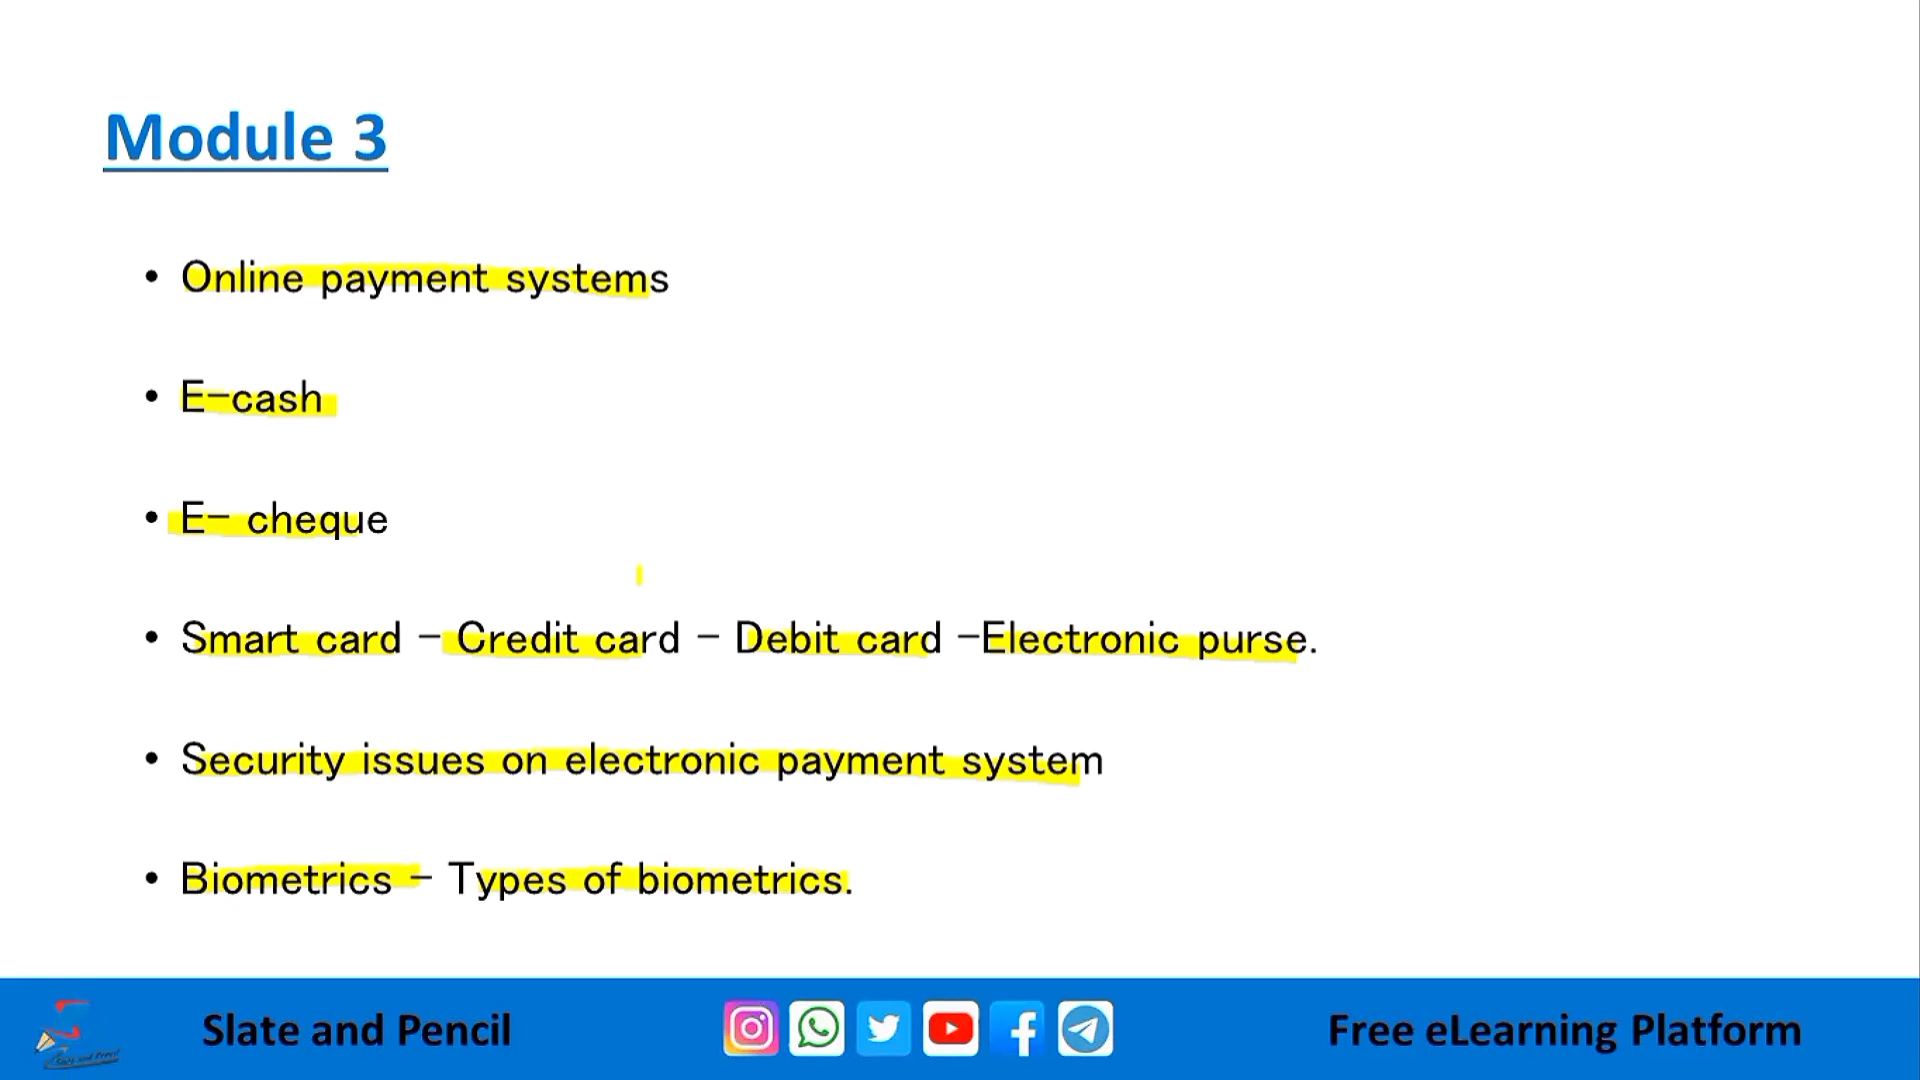 Module 3
• Online payment systems
• E-cash
• E- cheque
• Smart card - Credit card - Debit card -Electronic purse.
• Security issues on electronic payment system
• Biometrics - Types of biometrics.
Slate and Pencil
Free eLearning Platform